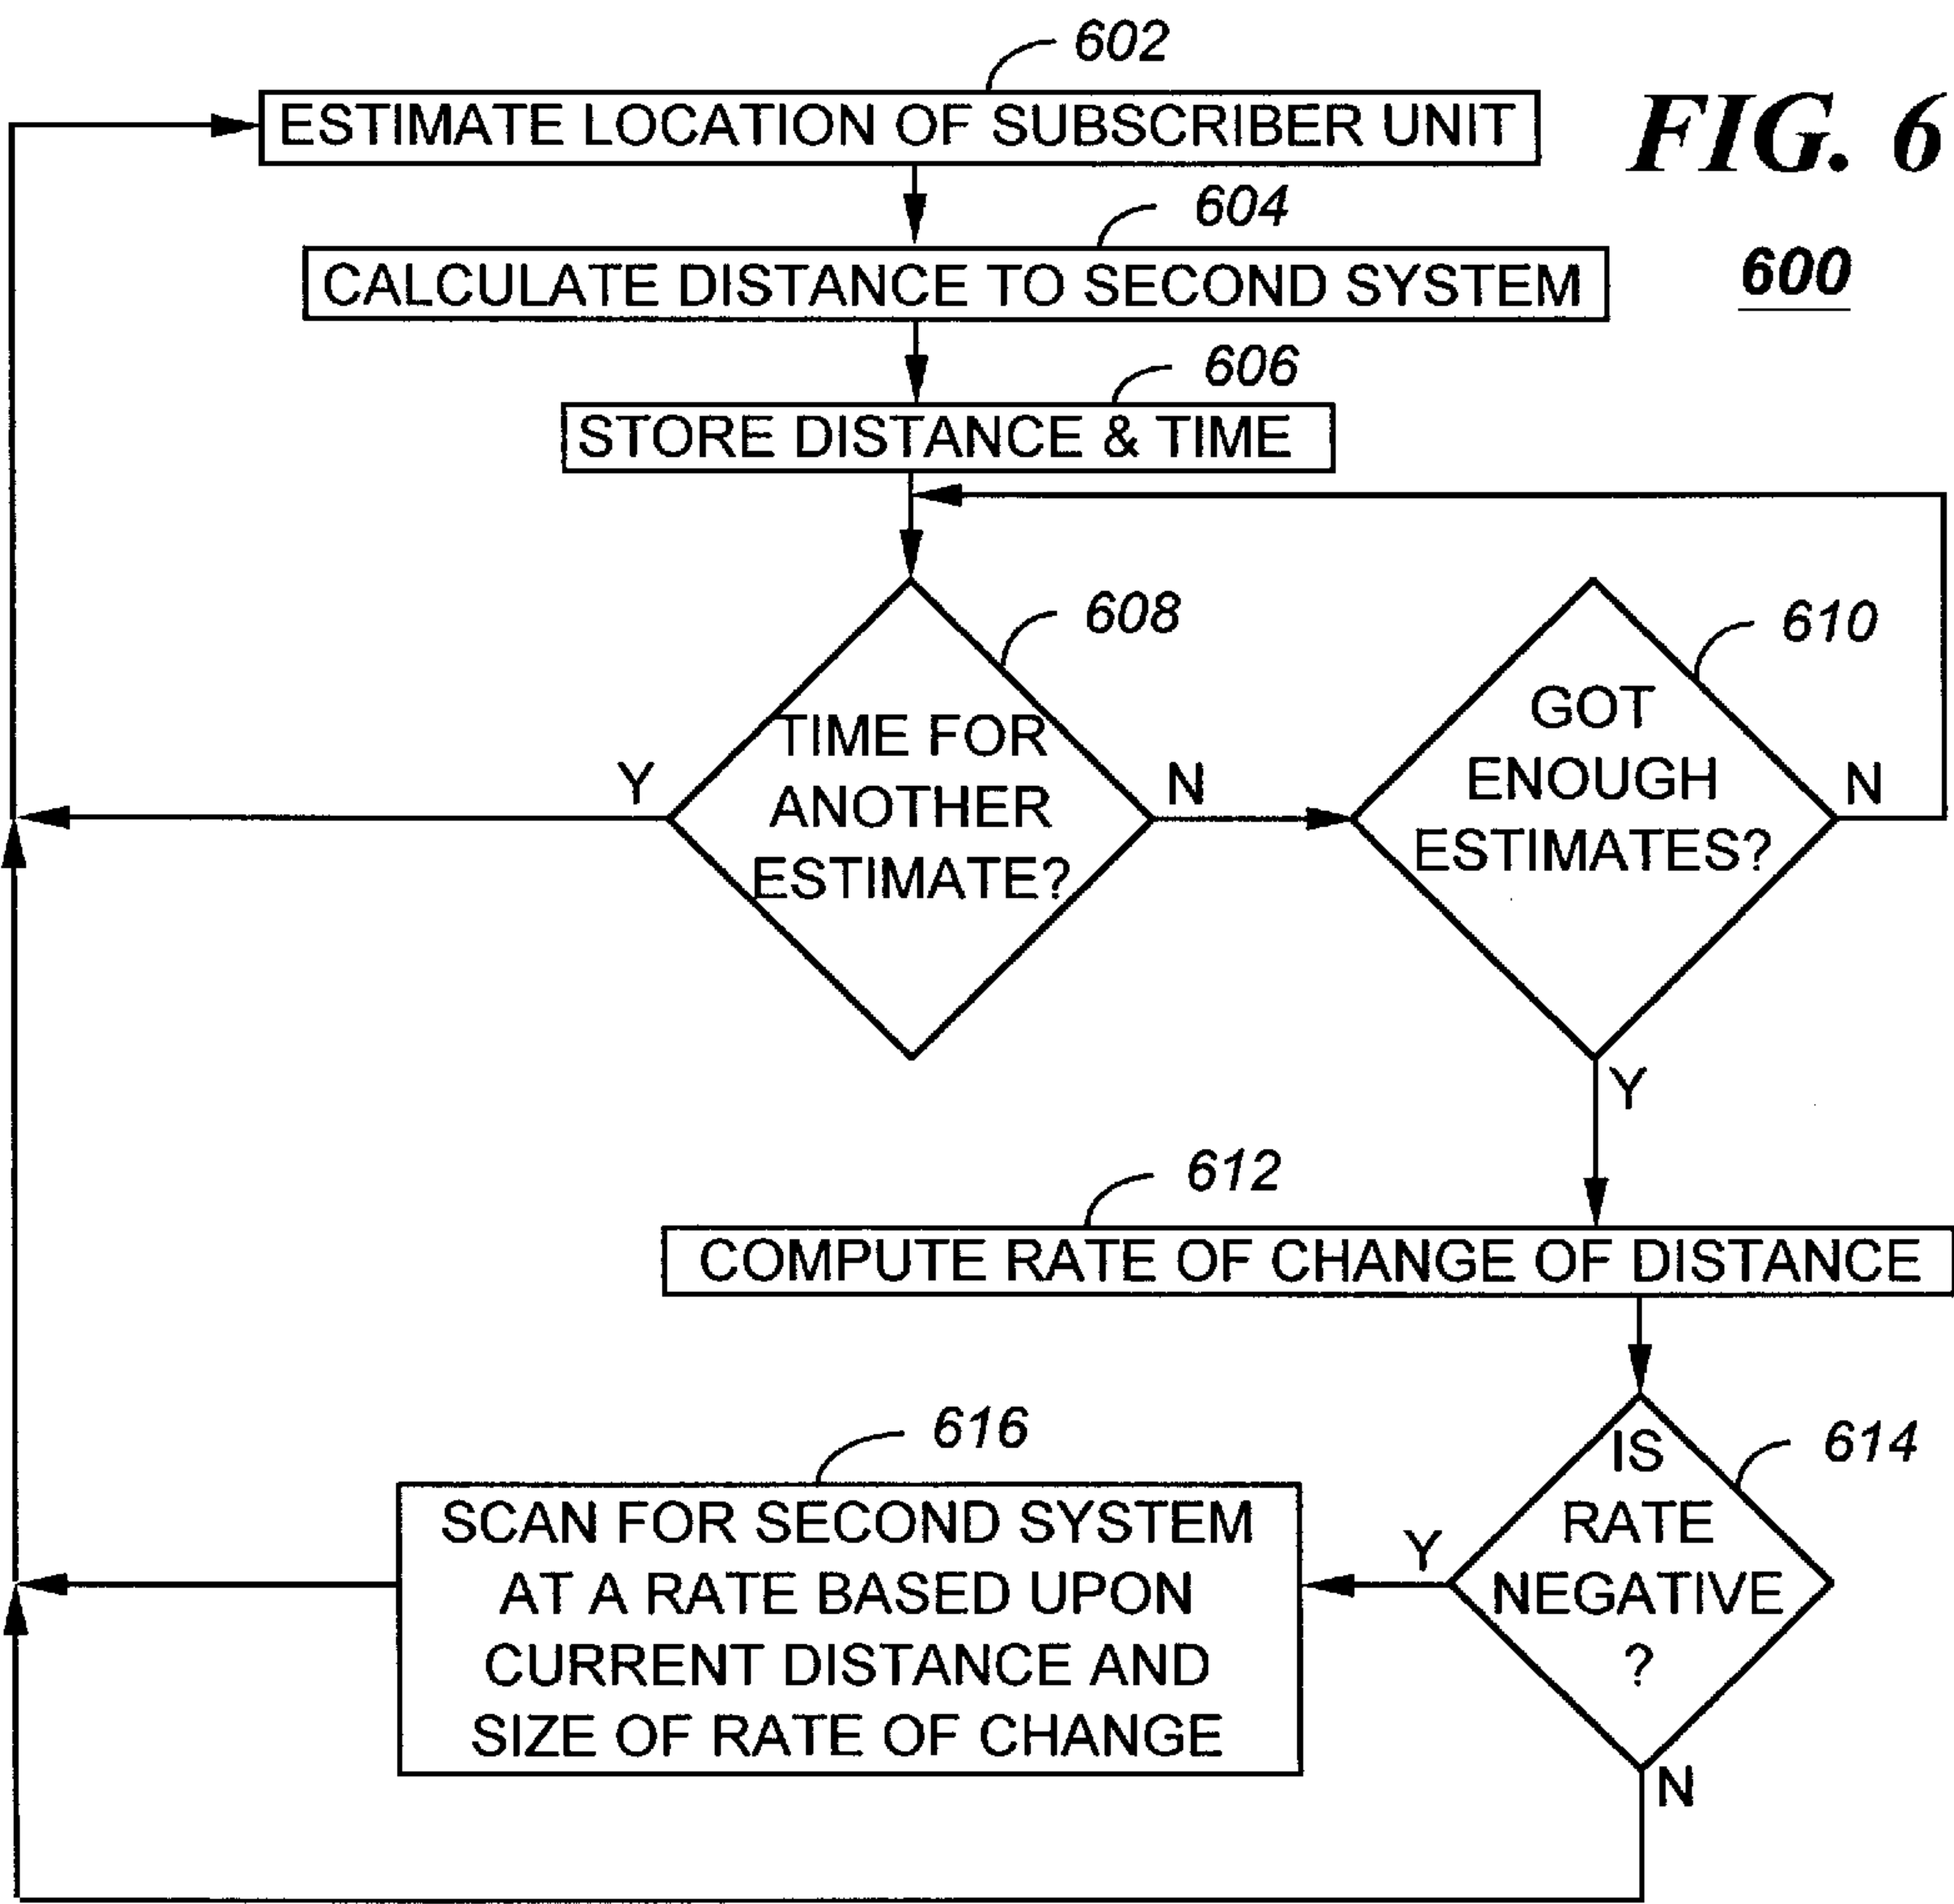 602
ESTIMATE LOCATION OF SUBSCRIBER UNIT
FIG. 6
604
CALCULATE DISTANCE TO SECOND SYSTEM
600
606
STORE DISTANCE & TIME
608
TIME FOR
ANOTHER
ESTIMATE?
Y
N
610
GOT
ENOUGH
ESTIMATES?
N
Y
612
COMPUTE RATE OF CHANGE OF DISTANCE
614
IS
RATE
NEGATIVE
?
Y
N
616
SCAN FOR SECOND SYSTEM
AT A RATE BASED UPON
CURRENT DISTANCE AND
SIZE OF RATE OF CHANGE